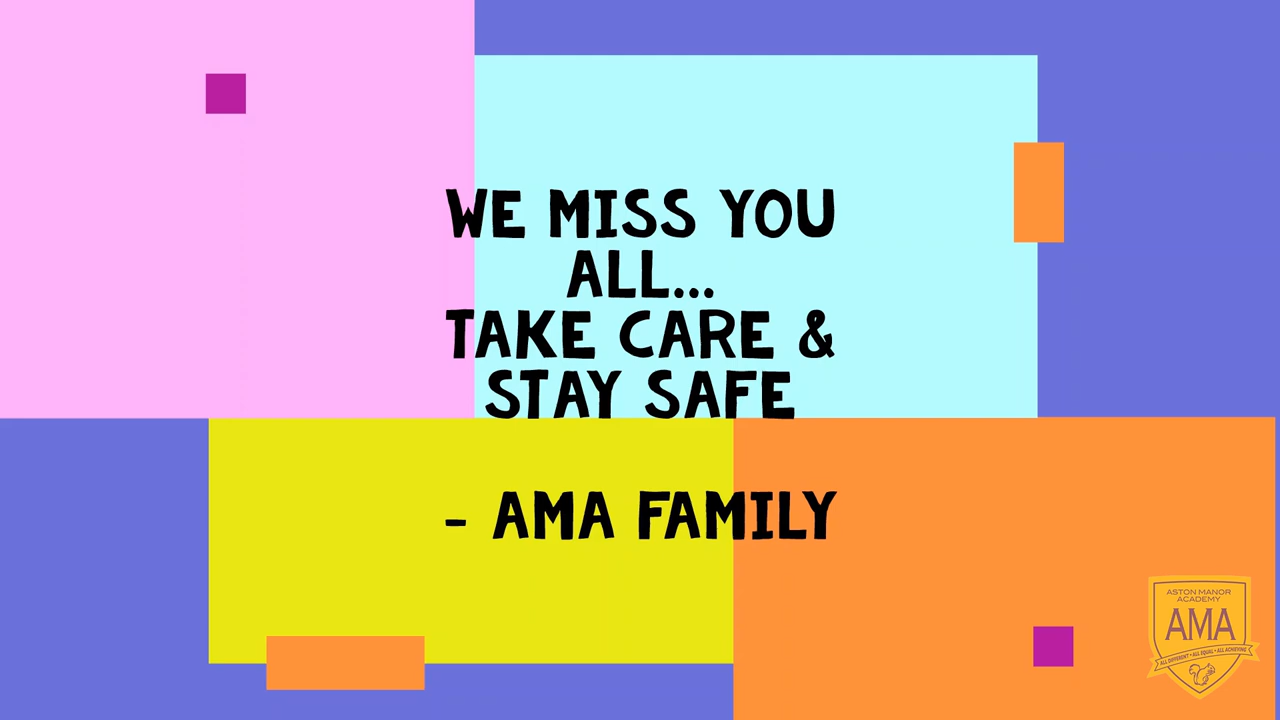 WE MISS YOU
ALL...
TAKE CARE &
STAY SAFE
- AMA FAMILY
ASTON MANOR
ACADEMY
AMA
ALL DIFFERENT • ALL EQUAL • ALL ACHIEVING